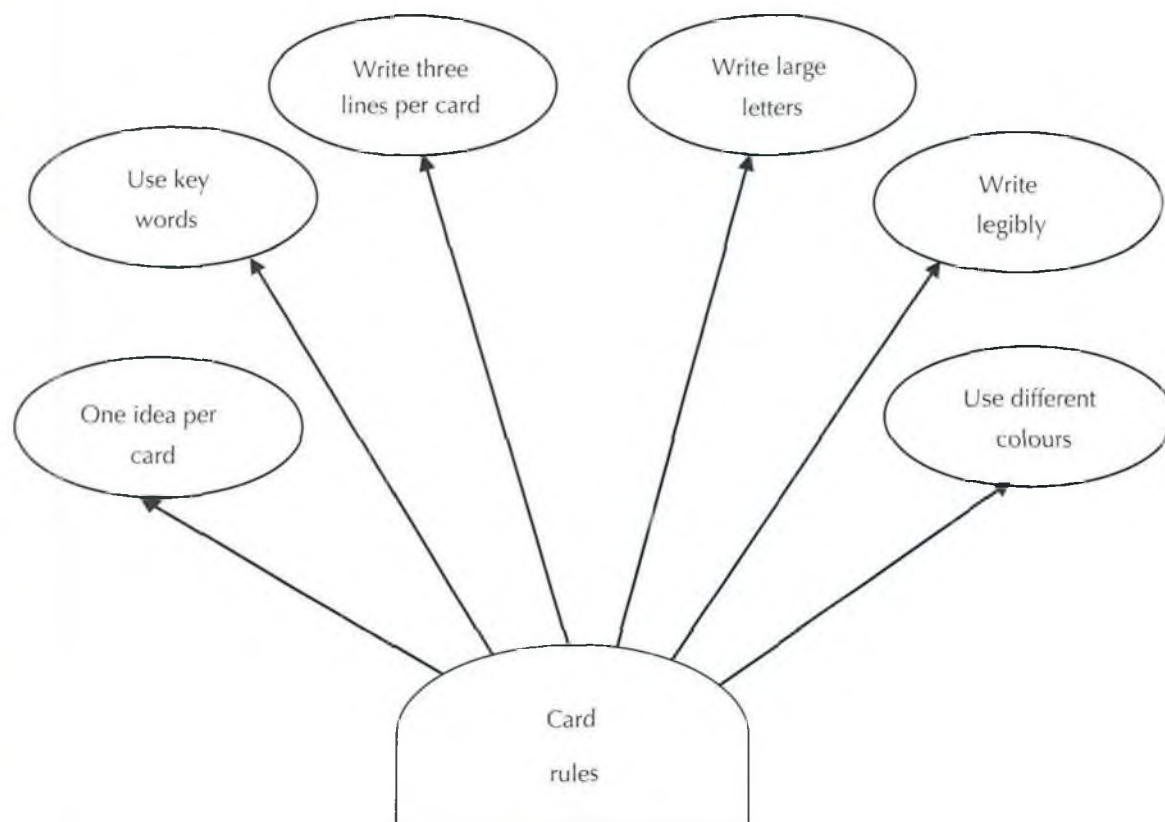 Write three
lines per card
Write large
letters
Use key
words
Write
legibly
One idea per
card
Use different
colours
Card
rules